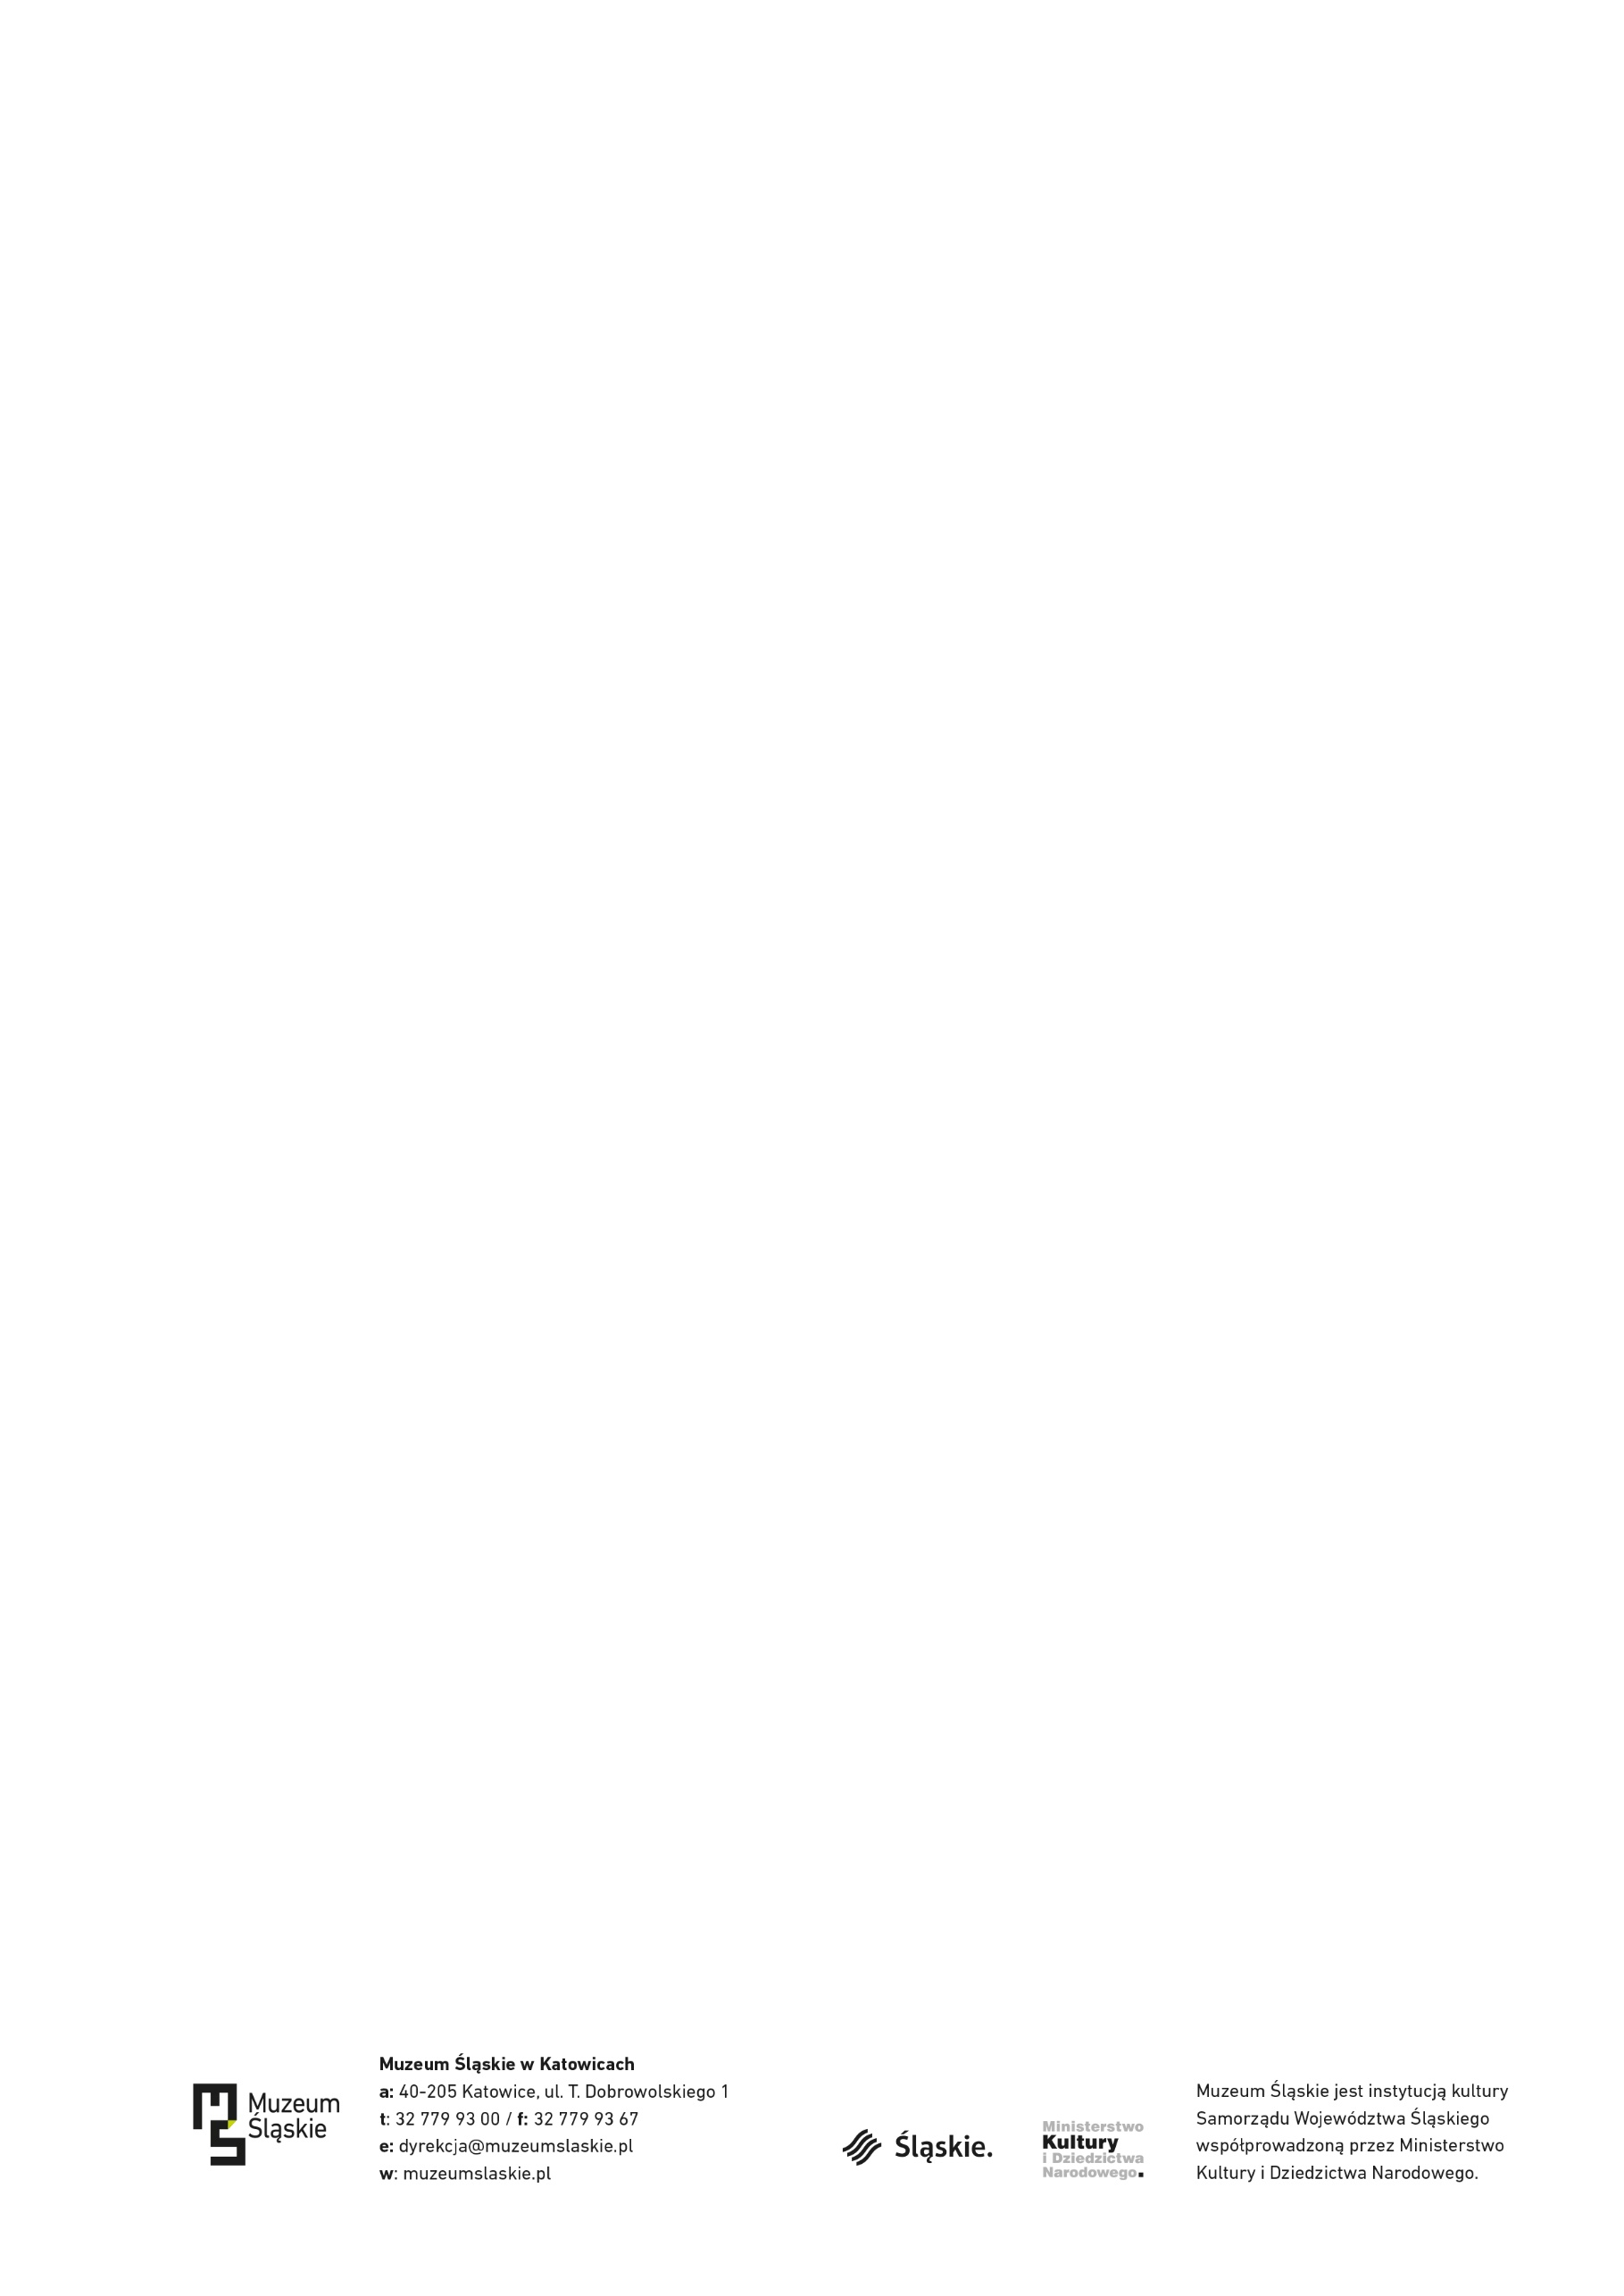 Muzeum
Śląskie
Muzeum Śląskie w Katowicach
a: 40-205 Katowice, ul. T. Dobrowolskiego 1
t: 32 779 93 00 / f: 32 779 93 67
e: dyrekcja@muzeumslaskie.pl
w: muzeumslaskie.pl
Śląskie.
Ministerstwo
Kultury
i Dziedzictwa
Narodowego.
Muzeum Śląskie jest instytucją kultury
Samorządu Województwa Śląskiego
współprowadzoną przez Ministerstwo
Kultury i Dziedzictwa Narodowego.